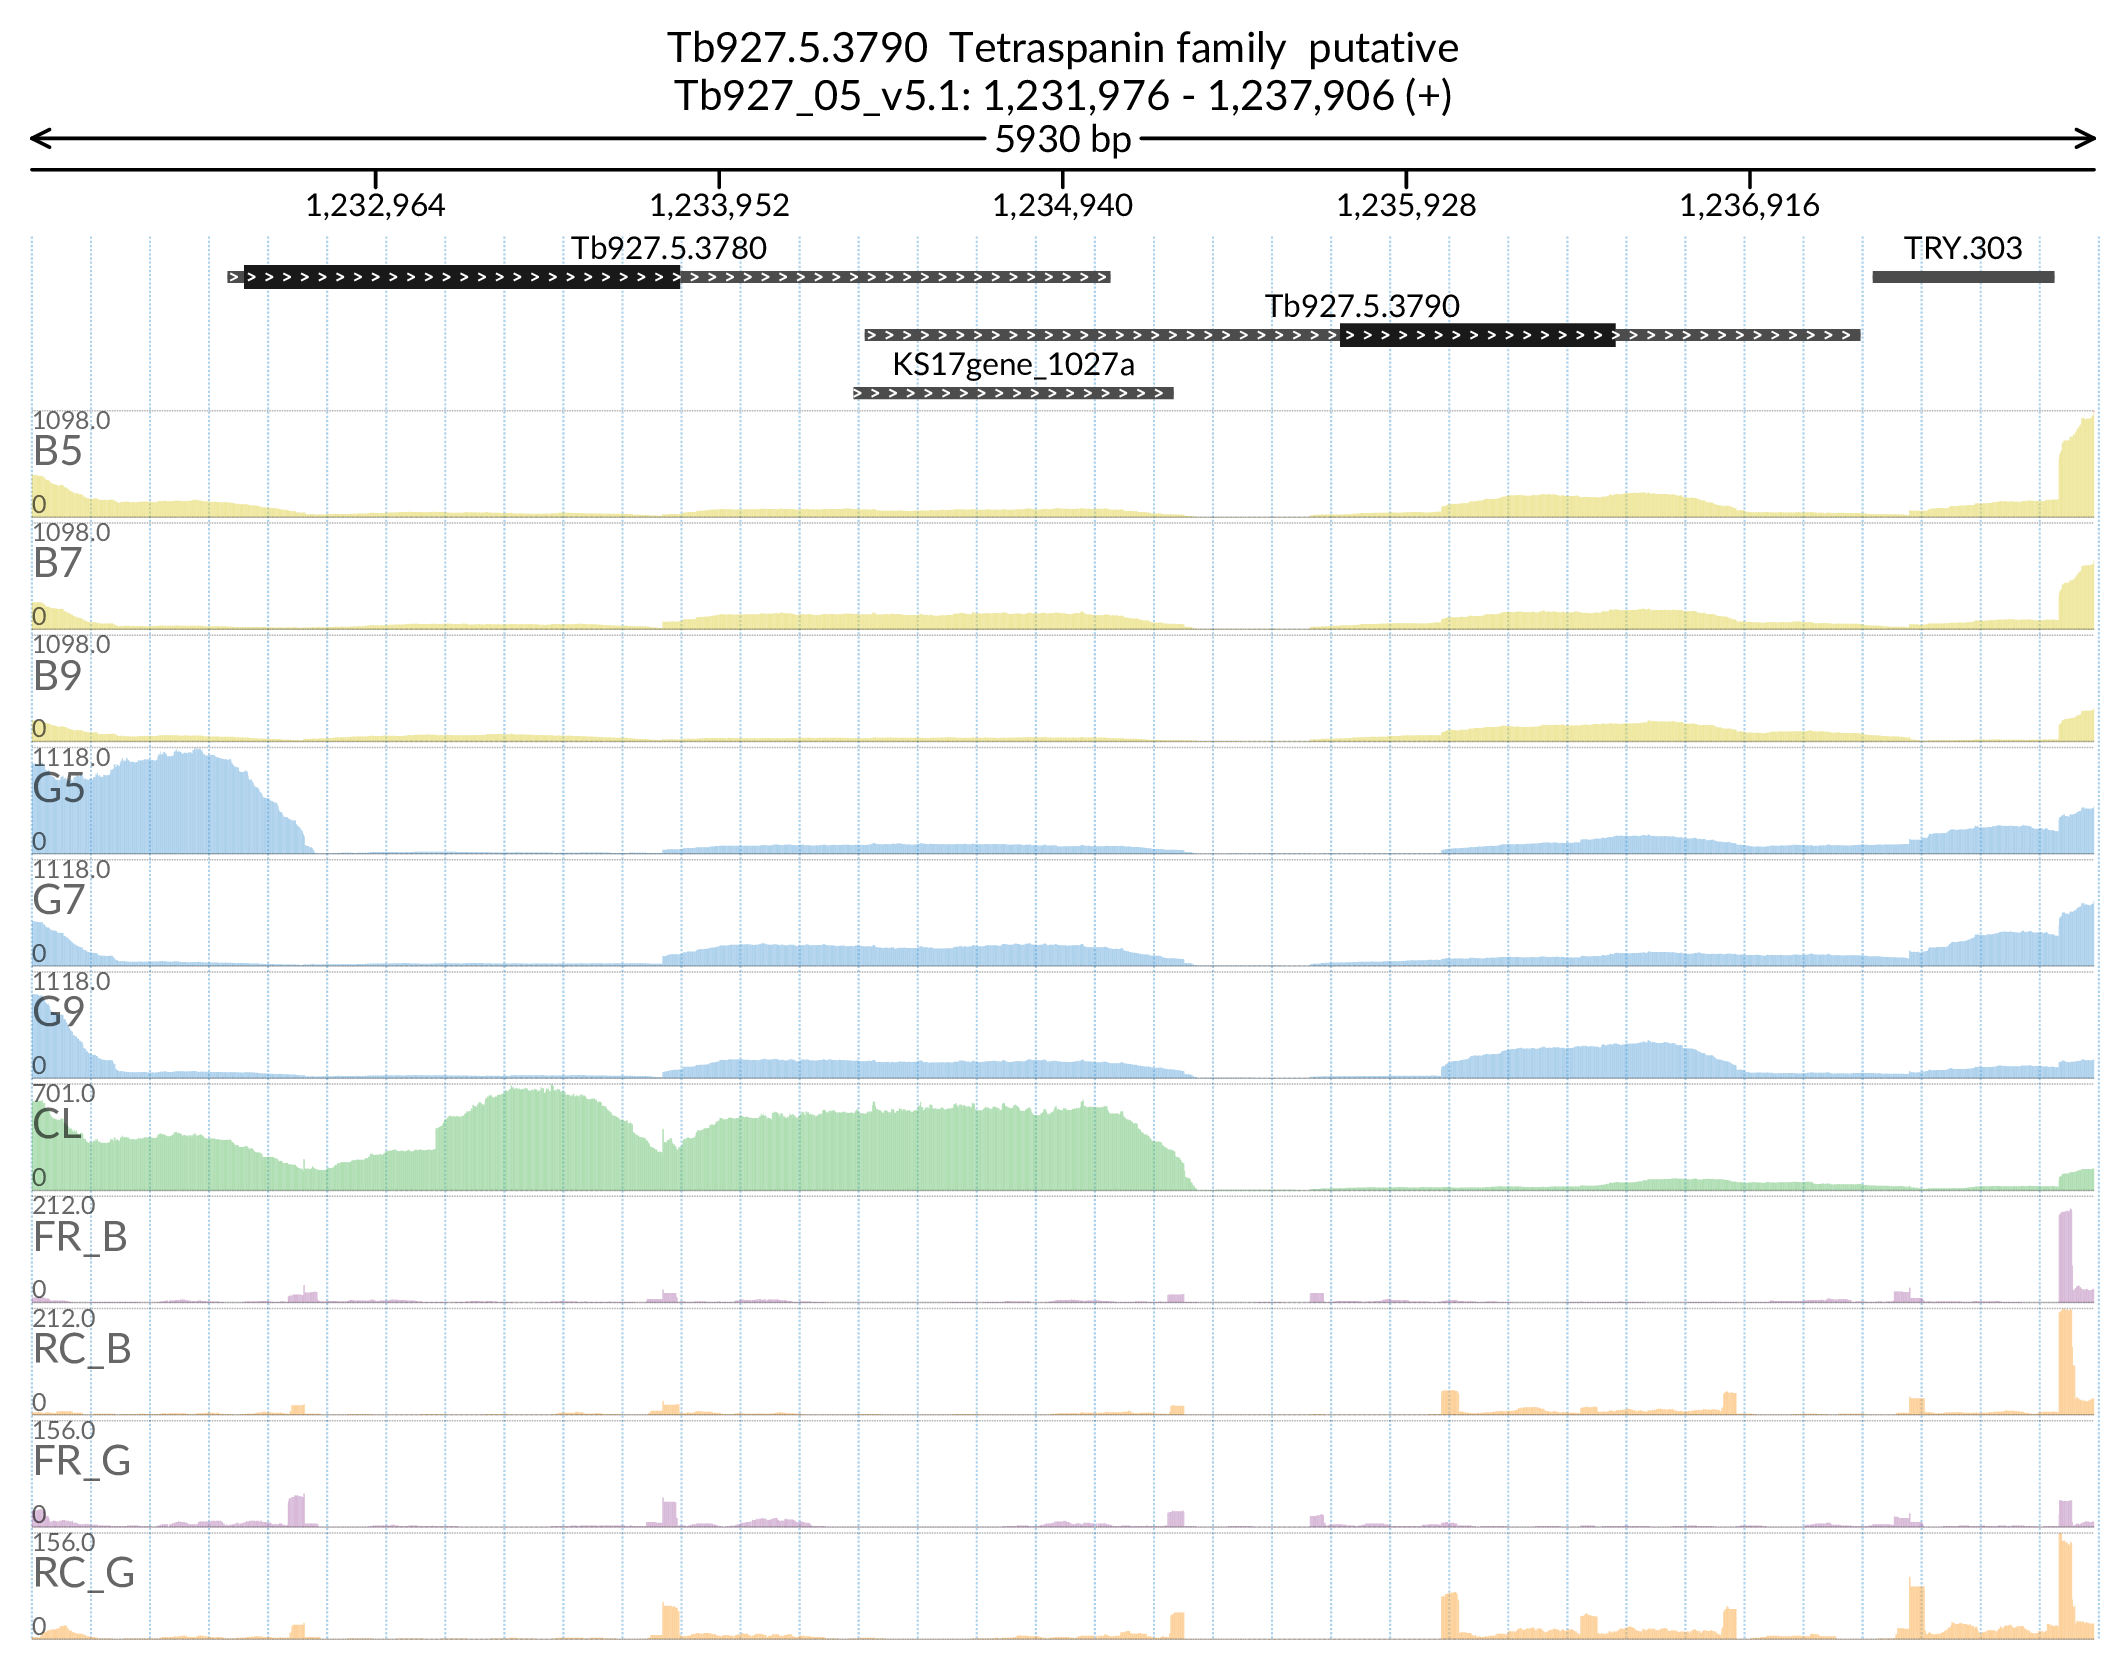 Tb927.5.3790  Tetraspanin family  putative
Tb927_05_v5.1: 1,231,976 - 1,237,906 (+)
5930 bp
1,232,964 1,233,952 1,234,940 1,235,928 1,236,916
Tb927.5.3780 TRY.303
Tb927.5.3790
KS17gene_1027a
1098.0
B5
0
1098.0
B7
0
1098.0
B9
0
1118.0
G5
0
1118.0
G7
0
1118.0
G9
0
701.0
CL
0
212.0
FR_B
0
212.0
RC_B
0
156.0
FR_G
0
156.0
RC_G
0